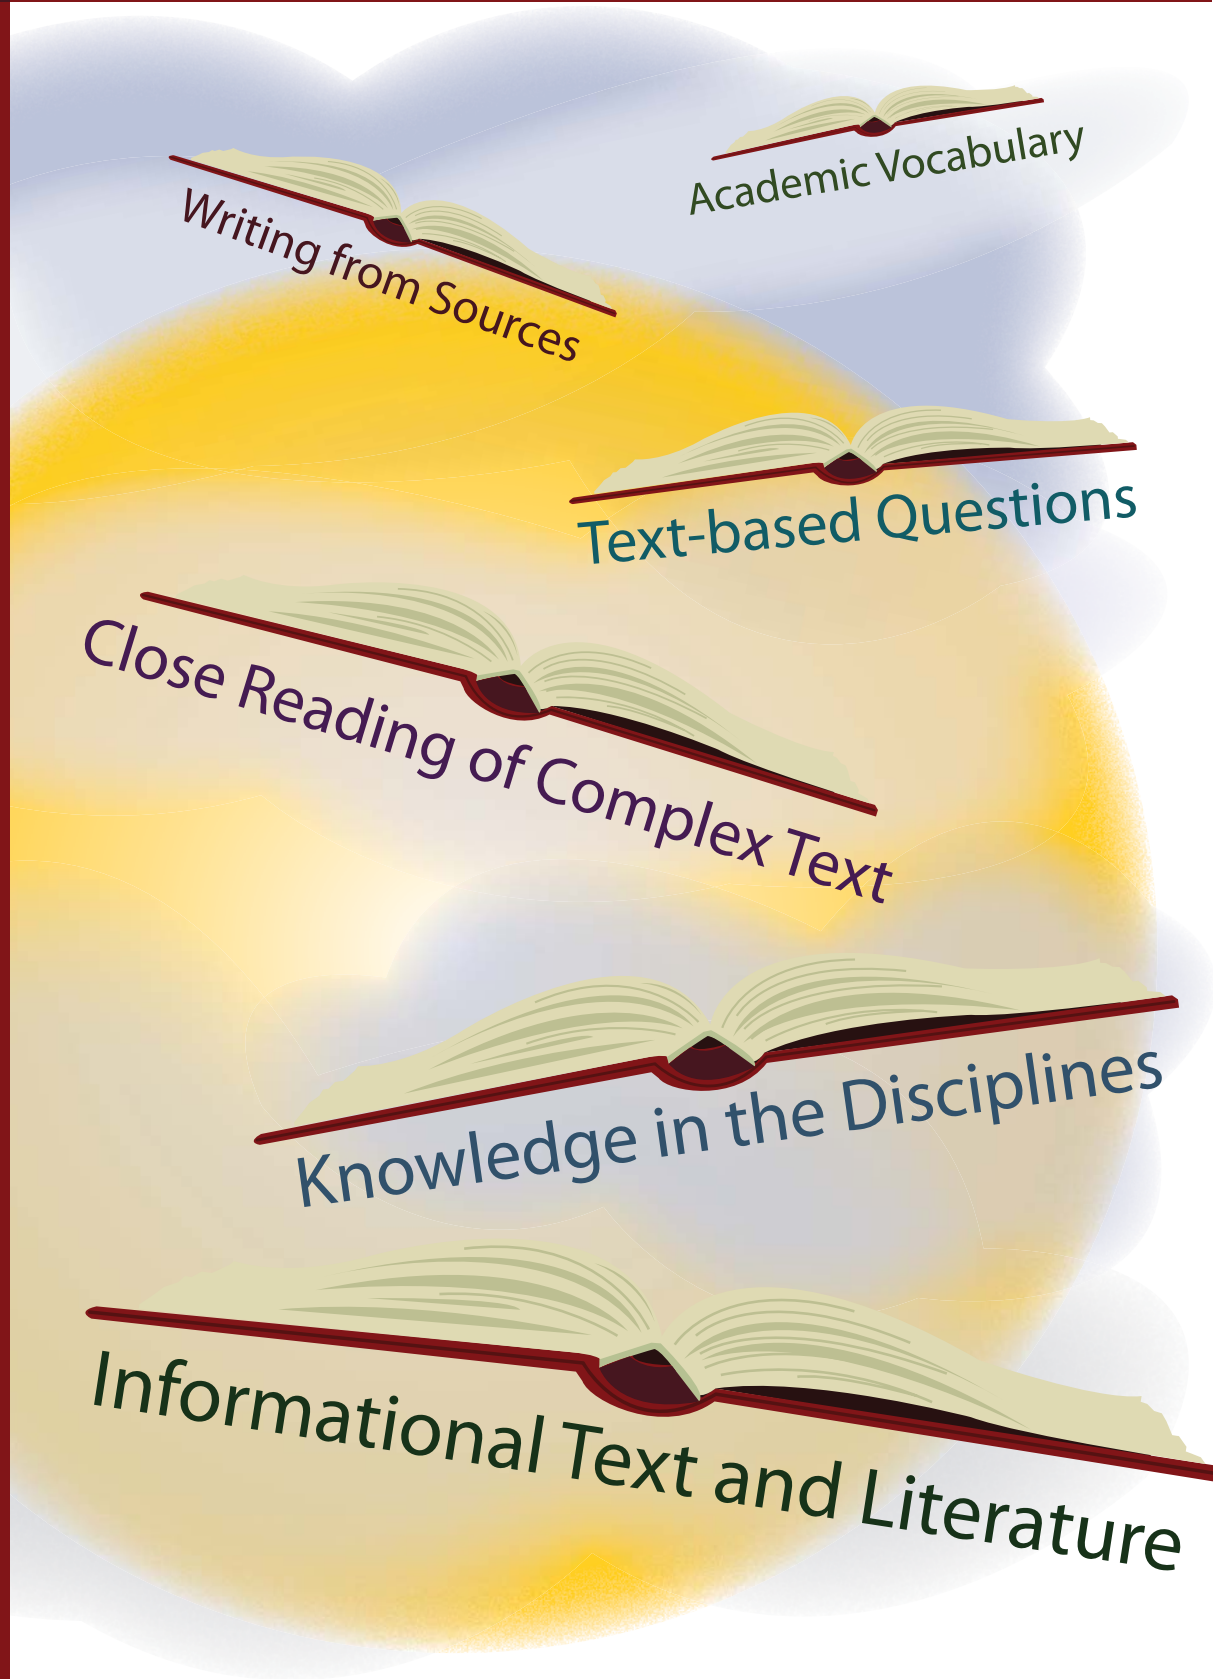 Academic Vocabulary
Writing from Sources
Text-based Questions
Close Reading of Complex Text
Knowledge in the Disciplines
Informational Text and Literature